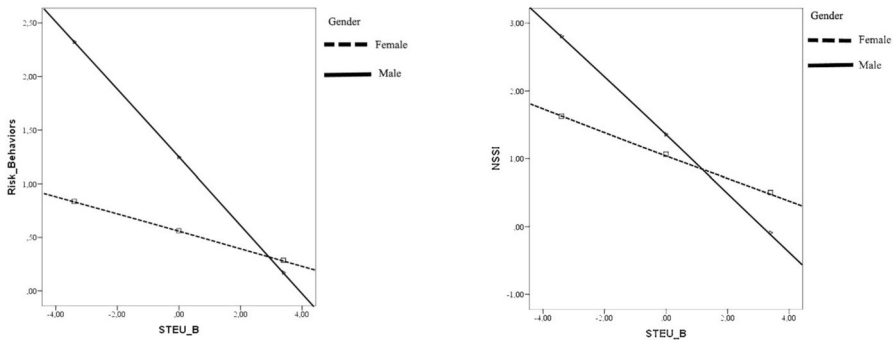 Gender
Female
Male
Risk_Behaviors
2,50
2,00
1,50
1,00
,50
,00
-4,00 -2,00 ,00 2,00 4,00
STEU_B
Gender
Female
Male
NSSI
3,00
2,00
1,00
,00
-1,00
-4,00 -2,00 ,00 2,00 4,00
STEU_B